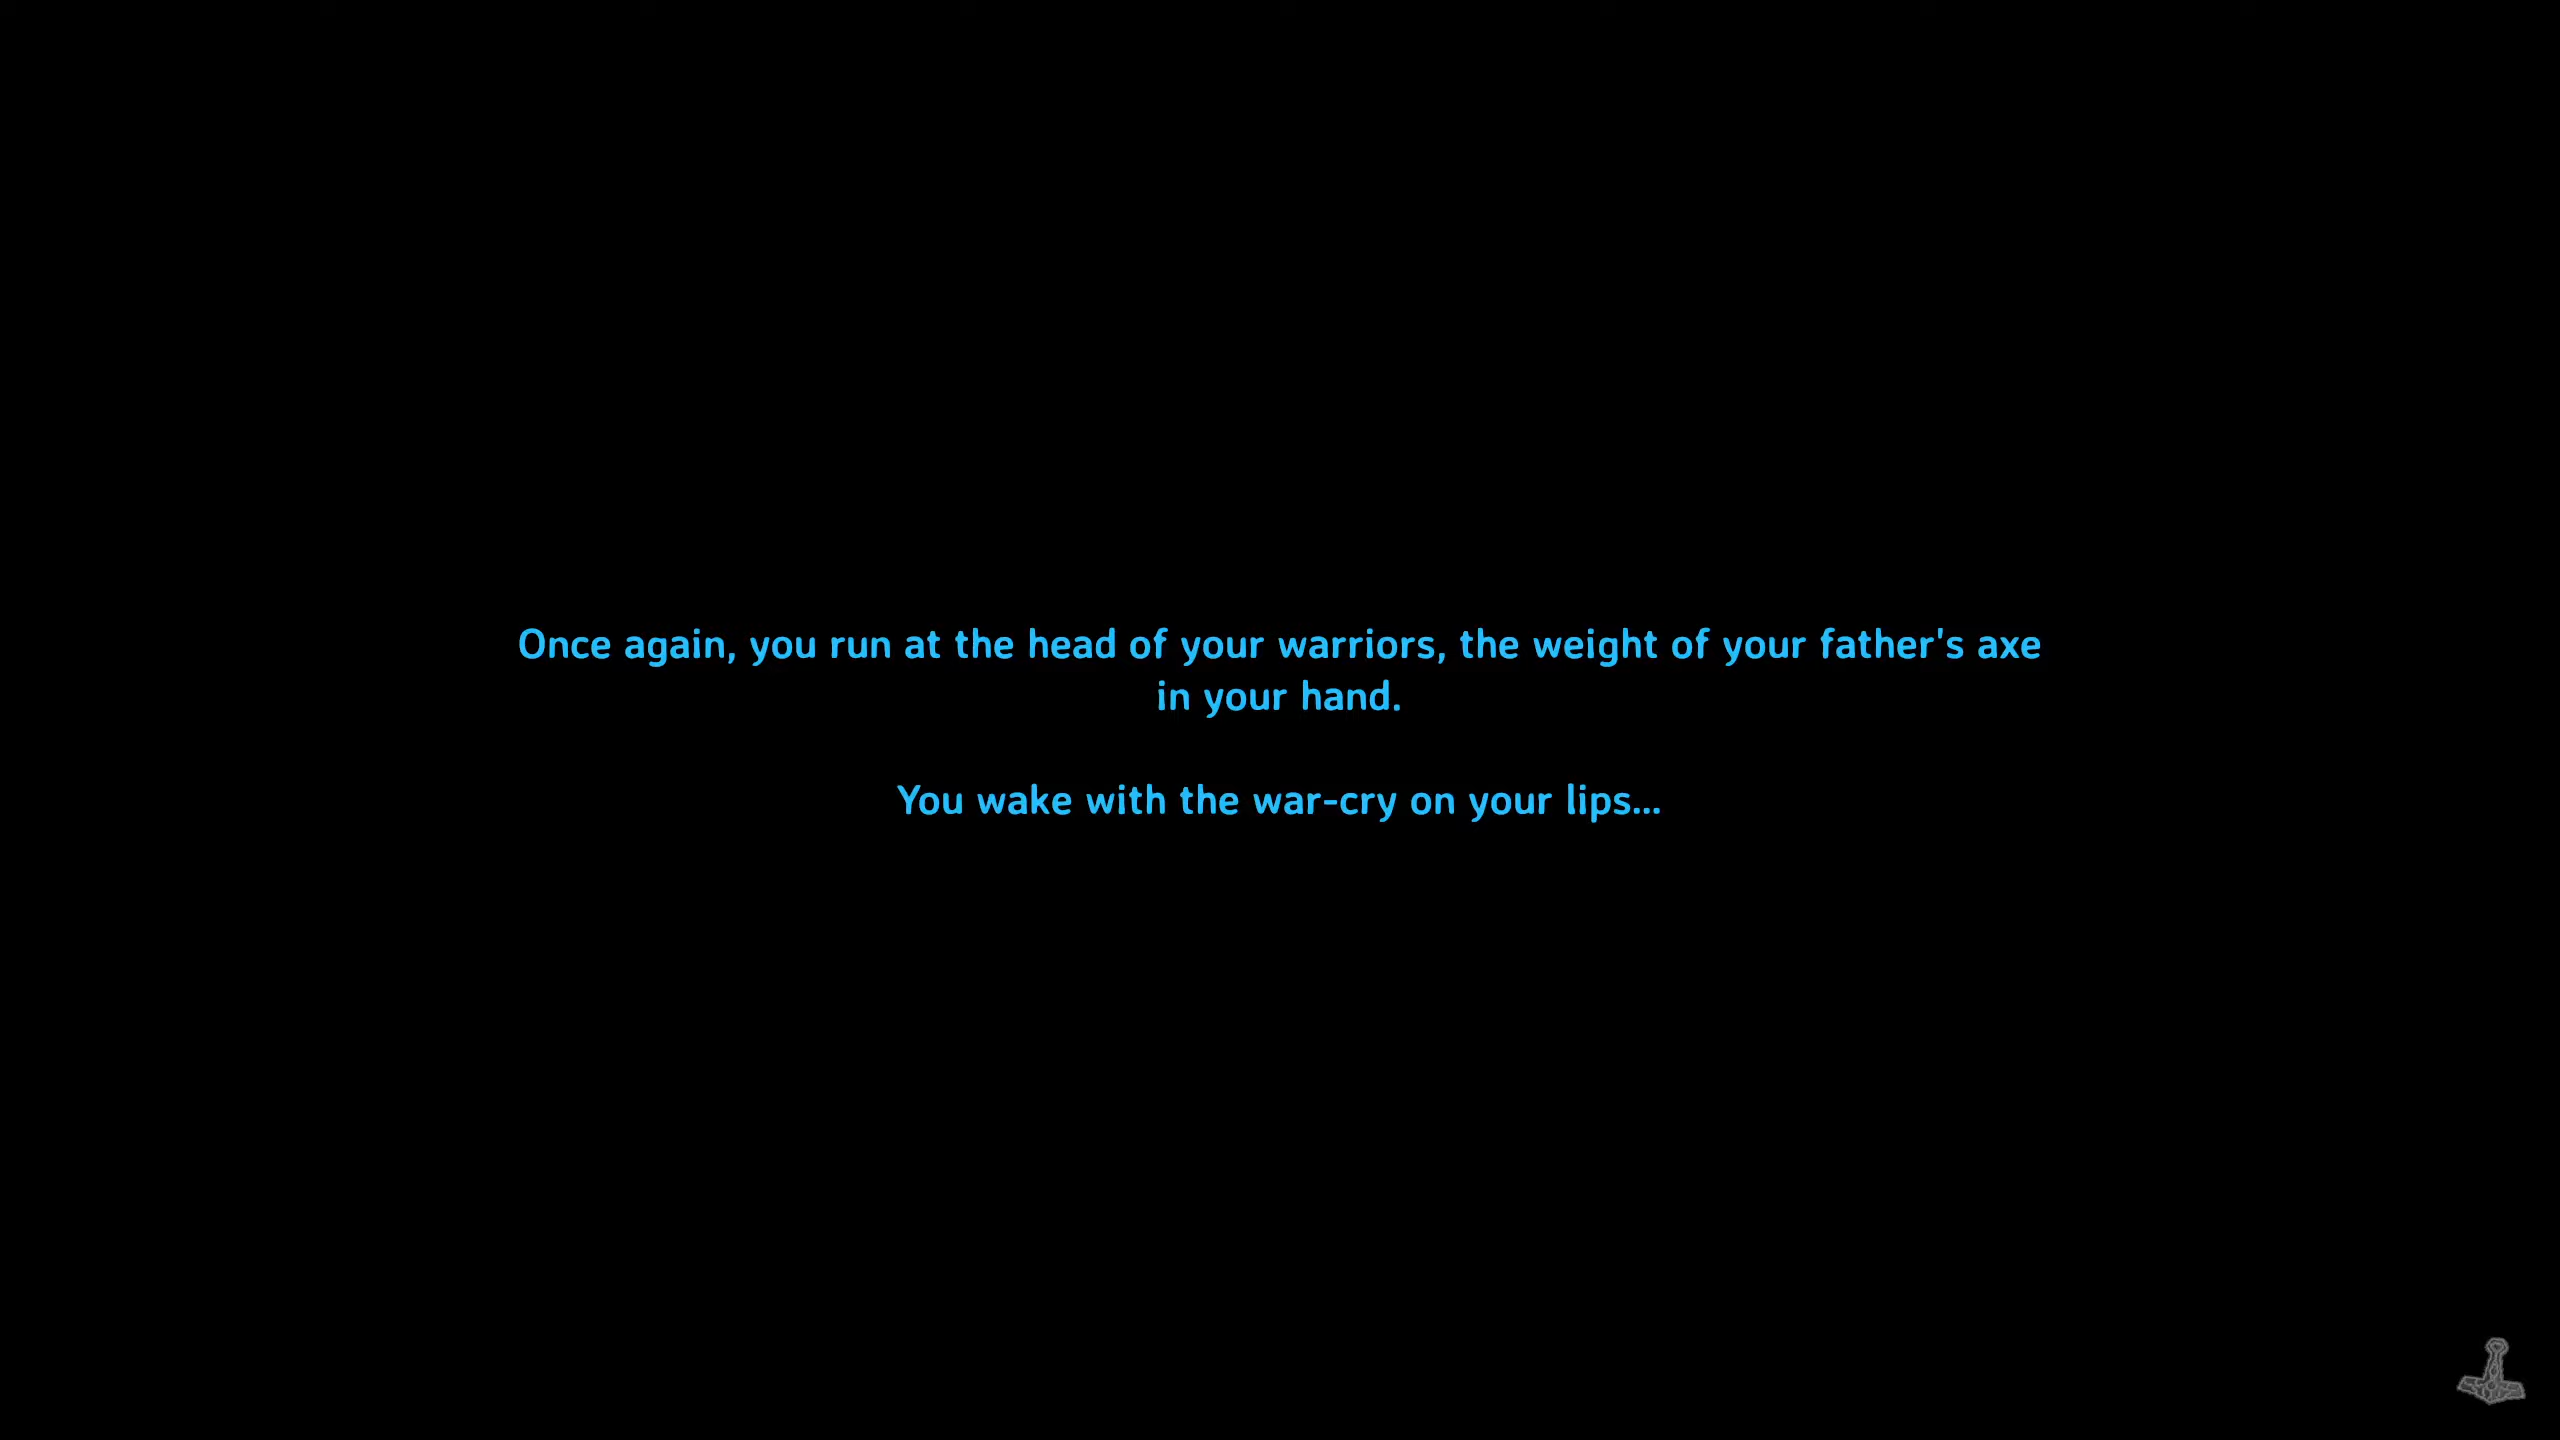 Once again, you run at the head of your warriors, the weight of your father's axe
in your hand.
You wake with the war-cry on your lips...